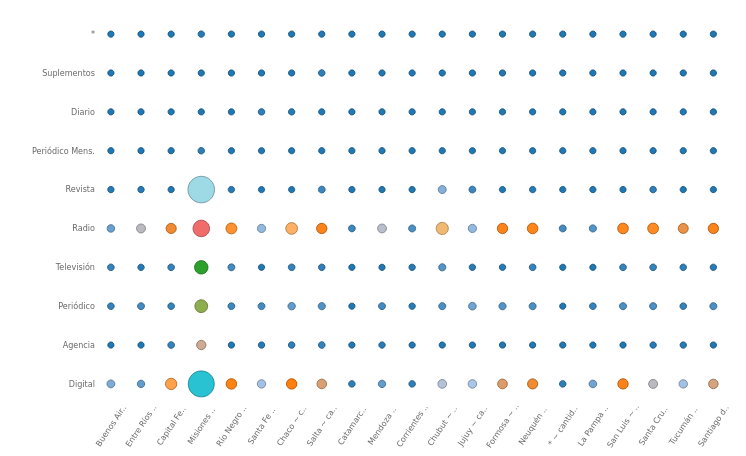 *
Suplementos
Diario
Periódico Mens.
Revista
Radio
Televisión
Periódico
Agencia
Digital
Buenos Air..
Entre Ríos ..
Capital Fe..
Misiones ..
Río Negro ..
Santa Fe ..
Chaco ~ c..
Salta ~ ca..
Catamarc..
Mendoza ..
Corrientes ..
Chubut ~ ..
Jujuy ~ ca..
Formosa ~ ..
Neuquén ..
* ~ cantid..
La Pampa ..
San Luis ~ ..
Santa Cru..
Tucumán ..
Santiago d..